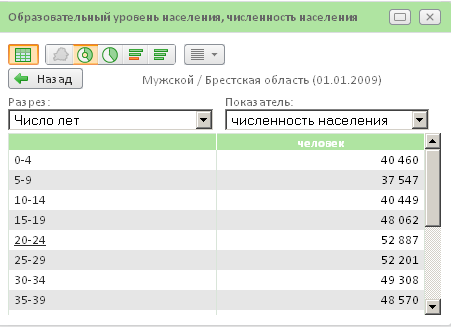 Образовательный уровень населения, численность населения
Назад
Мужской / Брестская область (01.01.2009)
Разрез: Показатель:
Число лет численность населения
человек
0-4 40 460
5-9 37 547
10-14 40 449
15-19 48 062
20-24 52 887
25-29 52 201
30-34 49 308
35-39 48 570